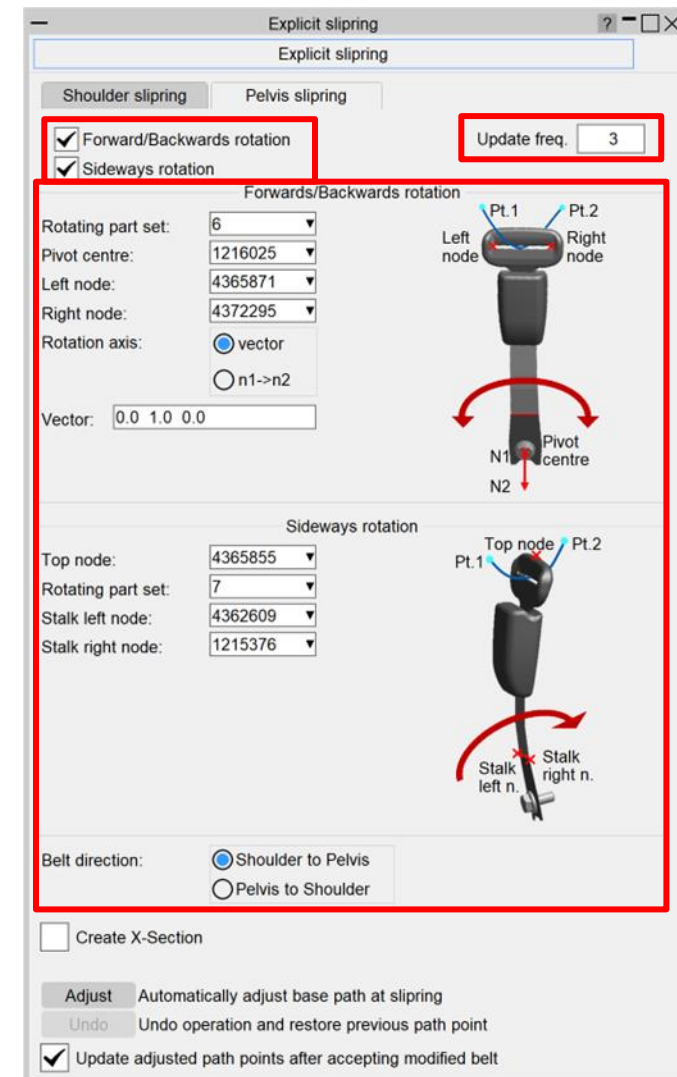 Explicit slipring ?
Explicit slipring
Shoulder slipring Pelvis slipring
Forward/Backwards rotation Update freq. 3
Sideways rotation
Forwards/Backwards rotation
Rotating part set: 6
Pivot centre: 1216025
Left node: 4365871
Right node: 4372295
Rotation axis: vector
n1->n2
Vector: 0.0 1.0 0.0
Pt.1 Pt.2
Left node
Right node
N1 Pivot centre
N2
Sideways rotation
Top node: 4365855
Rotating part set: 7
Stalk left node: 4362609
Stalk right node: 1215376
Top node Pt.2
Pt.1
Stalk left n.
Stalk right n.
Belt direction: Shoulder to Pelvis
Pelvis to Shoulder
Create X-Section
Adjust Automatically adjust base path at slipring
Undo Undo operation and restore previous path point
Update adjusted path points after accepting modified belt